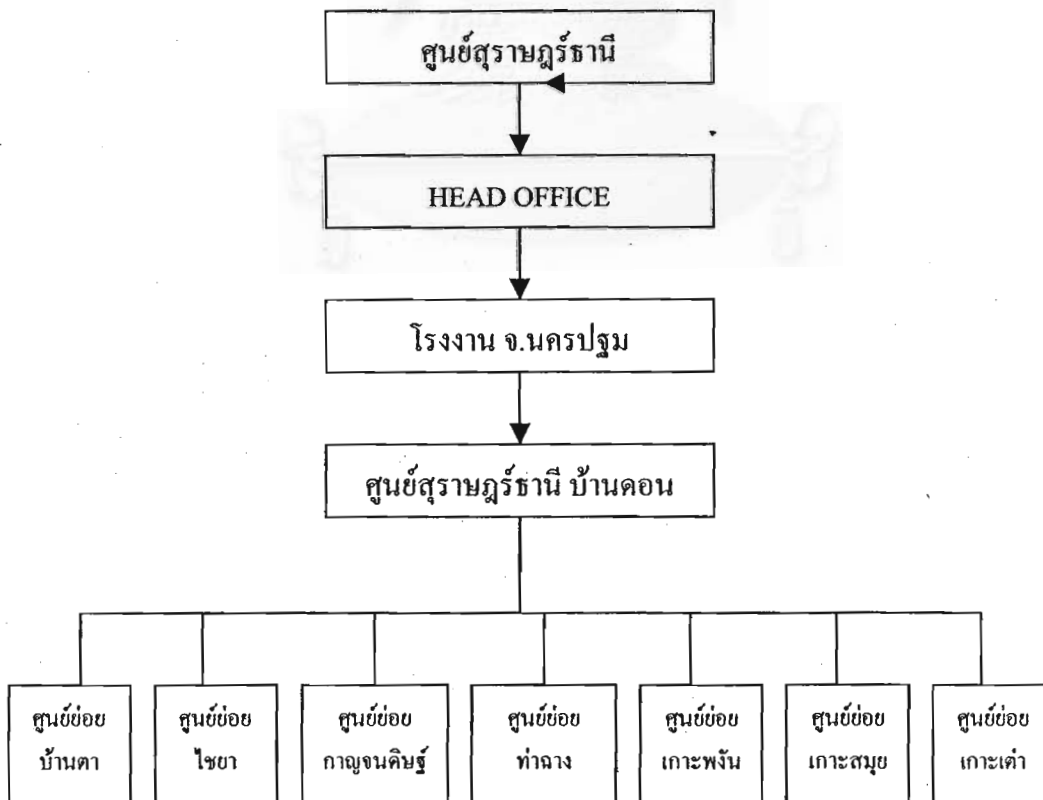 ศูนย์สุราษฎร์ธานี
HEAD OFFICE
โรงงาน จ.นครปฐม
ศูนย์สุราษฎร์ธานี บ้านดอน
ศูนย์ย่อย
บ้านตา
ศูนย์ย่อย
ไชยา
ศูนย์ย่อย
กาญจนดิษฐ์
ศูนย์ย่อย
ท่าฉาง
ศูนย์ย่อย
เกาะพงัน
ศูนย์ย่อย
เกาะสมุย
ศูนย์ย่อย
เกาะเต่า